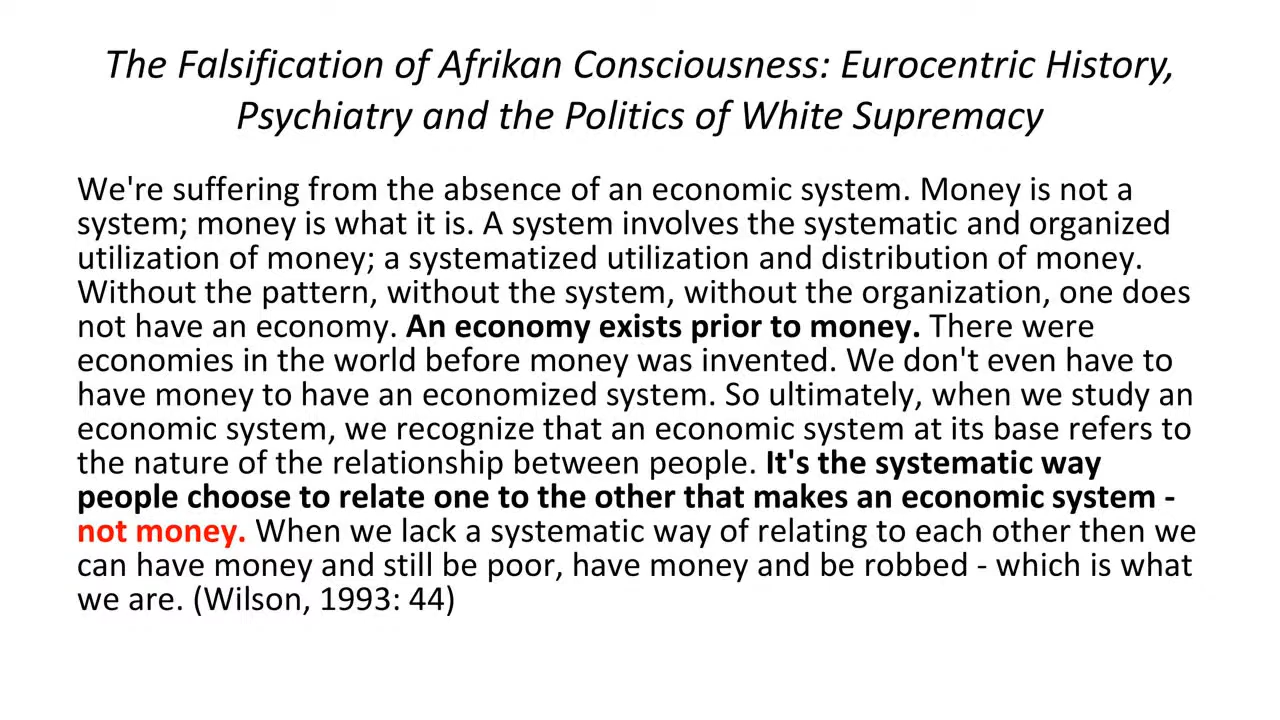 The Falsification of Afrikan Consciousness: Eurocentric History,
Psychiatry and the Politics of White Supremacy
We're suffering from the absence of an economic system. Money is not a
system; money is what it is. A system involves the systematic and organized
utilization of money; a systematized utilization and distribution of money.
Without the pattern, without the system, without the organization, one does
not have an economy. An economy exists prior to money. There were
economies in the world before money was invented. We don't even have to
have money to have an economized system. So ultimately, when we study an
economic system, we recognize that an economic system at its base refers to
the nature of the relationship between people. It's the systematic way
people choose to relate one to the other that makes an economic system -
not money. When we lack a systematic way of relating to each other then we
can have money and still be poor, have money and be robbed - which is what
we are. (Wilson, 1993: 44)